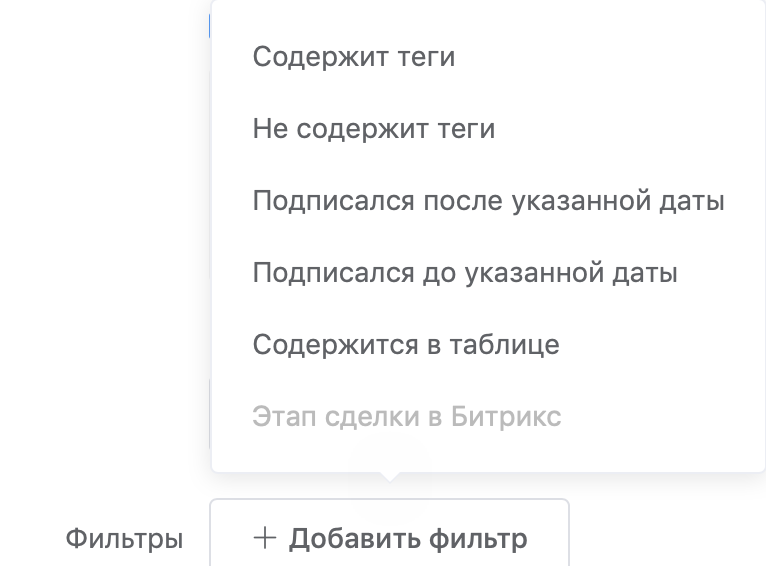 Содержит теги
Не содержит теги
Подписался после указанной даты
Подписался до указанной даты
Содержится в таблице
Этап сделки в Битрикс
Фильтры + Добавить фильтр